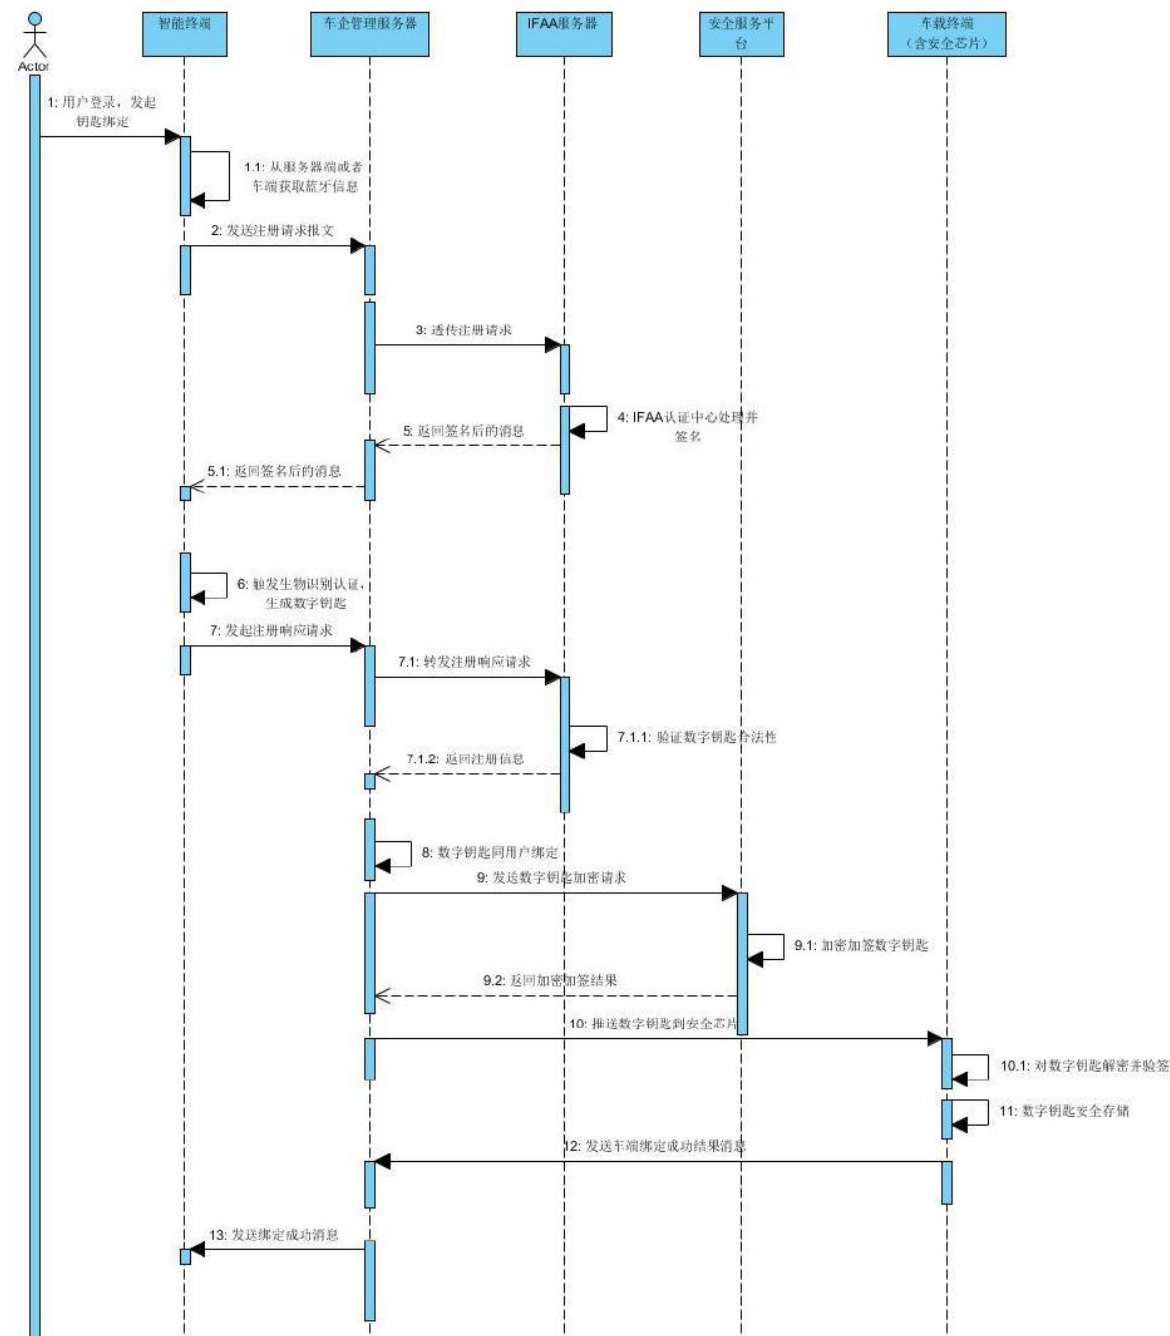 Actor
智能终端
车企管理服务器
IFAA服务器
安全服务平
台
车载终端
（含安全芯片）
1: 用户登录，发起
钥匙绑定
1.1: 从服务器端或者
车端获取蓝牙信息
2: 发送注册请求报文
3: 透传注册请求
4: IFAA认证中心处理并
签名
5: 返回签名后的消息
5.1: 返回签名后的消息
6: 触发生物识别认证，
生成数字钥匙
7: 发起注册响应请求
7.1: 转发注册响应请求
7.1.1: 验证数字钥匙合法性
7.1.2: 返回注册信息
8: 数字钥匙同用户绑定
9: 发送数字钥匙加密请求
9.1: 加密加签数字钥匙
9.2: 返回加密加签结果
10: 推送数字钥匙到安全芯片
10.1: 对数字钥匙解密并验签
11: 数字钥匙安全存储
12: 发送车端绑定成功结果消息
13: 发送绑定成功消息